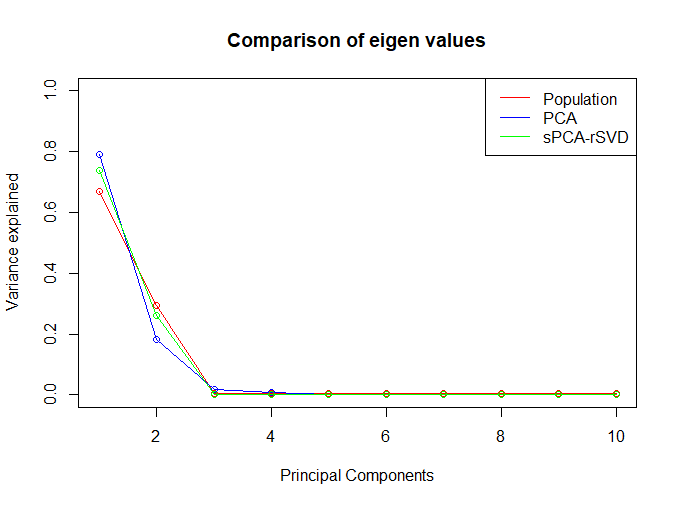 Comparison of eigen values
Population
PCA
sPCA-rSVD
Variance explained
1.0
0.8
0.6
0.4
0.2
0.0
2 4 6 8 10
Principal Components